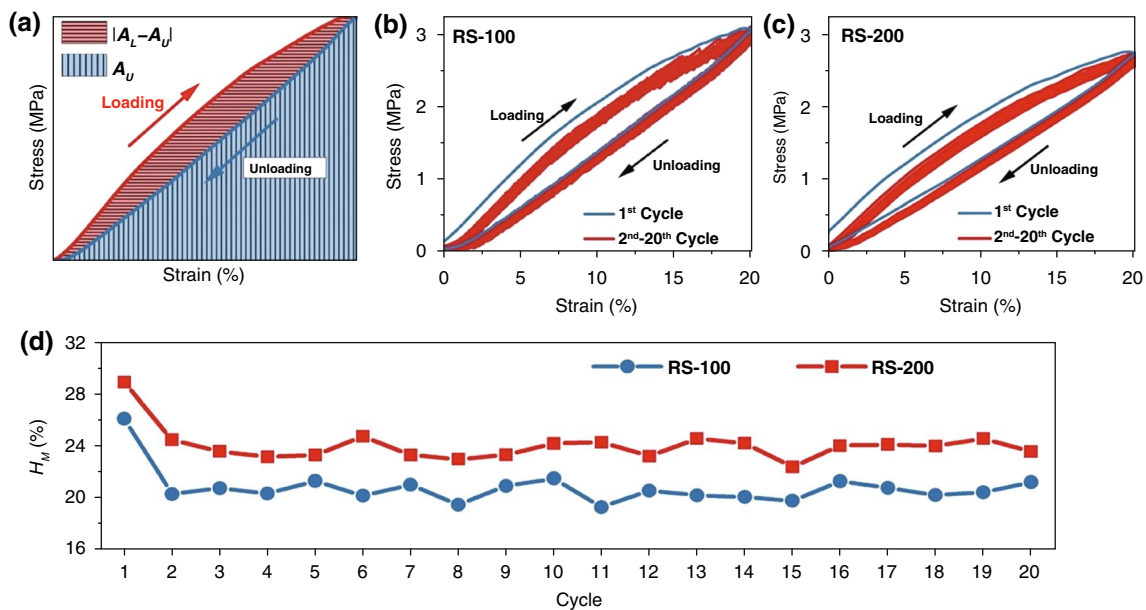 (a)
|A_L–A_U|
A_U
Loading
Unloading
Stress (MPa)
Strain (%)
(b)
RS-100
3
2
1
0
Stress (MPa)
Loading
Unloading
1st Cycle
2nd-20th Cycle
0 5 10 15 20
Strain (%)
(c)
RS-200
3
2
1
0
Stress (MPa)
Loading
Unloading
1st Cycle
2nd-20th Cycle
0 5 10 15 20
Strain (%)
(d)
32
28
24
20
16
H_M (%)
RS-100 RS-200
1 2 3 4 5 6 7 8 9 10 11 12 13 14 15 16 17 18 19 20
Cycle